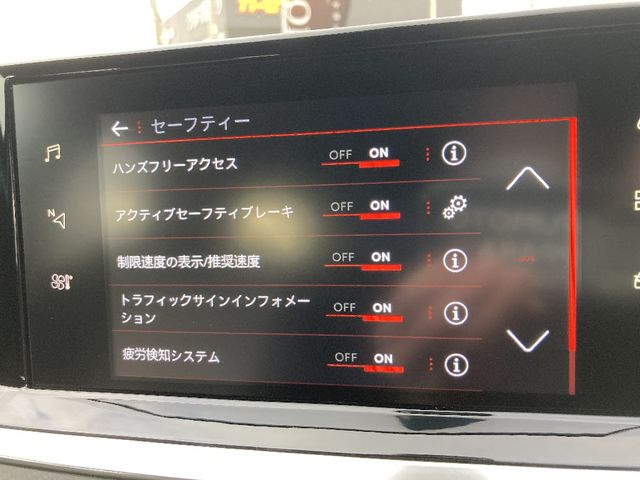 セーフティー
ハンズフリーアクセス OFF ON
アクティブセーフティブレーキ OFF ON
制限速度の表示/推奨速度 OFF ON
トラフィックサインインフォメー
ション OFF ON
疲労検知システム OFF ON
N